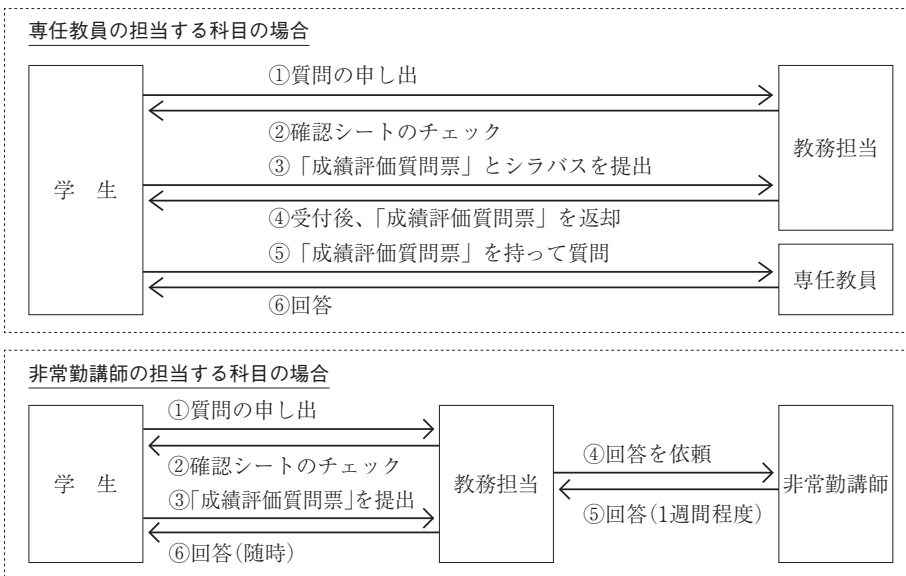 専任教員の担当する科目の場合
①質問の申し出
②確認シートのチェック
③「成績評価質問票」とシラバスを提出
④受付後、「成績評価質問票」を返却
⑤「成績評価質問票」を持って質問
⑥回答
学 生
教務担当
専任教員
非常勤講師の担当する科目の場合
①質問の申し出
②確認シートのチェック
③「成績評価質問票」を提出
⑥回答(随時)
学 生
教務担当
④回答を依頼
⑤回答(1週間程度)
非常勤講師